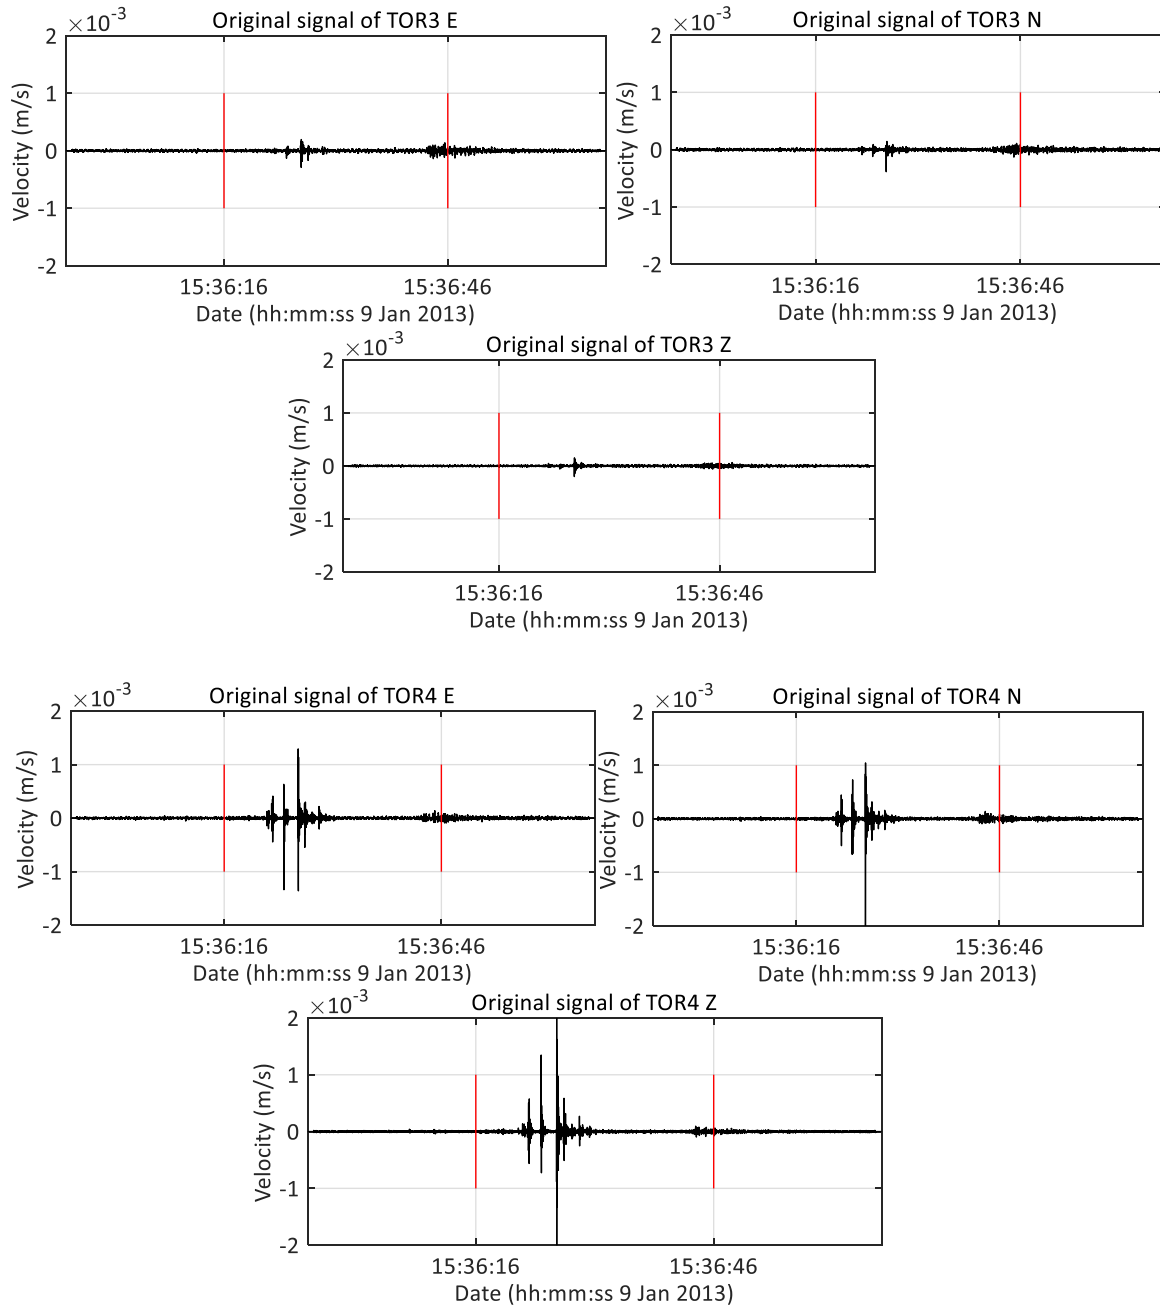 ×10-3
Original signal of TOR3 E
2
1
0
-1
-2
Velocity (m/s)
15:36:16
15:36:46
Date (hh:mm:ss 9 Jan 2013)
×10-3
Original signal of TOR3 N
2
1
0
-1
-2
Velocity (m/s)
15:36:16
15:36:46
Date (hh:mm:ss 9 Jan 2013)
×10-3
Original signal of TOR3 Z
2
1
0
-1
-2
Velocity (m/s)
15:36:16
15:36:46
Date (hh:mm:ss 9 Jan 2013)
×10-3
Original signal of TOR4 E
2
1
0
-1
-2
Velocity (m/s)
15:36:16
15:36:46
Date (hh:mm:ss 9 Jan 2013)
×10-3
Original signal of TOR4 N
2
1
0
-1
-2
Velocity (m/s)
15:36:16
15:36:46
Date (hh:mm:ss 9 Jan 2013)
×10-3
Original signal of TOR4 Z
2
1
0
-1
-2
Velocity (m/s)
15:36:16
15:36:46
Date (hh:mm:ss 9 Jan 2013)